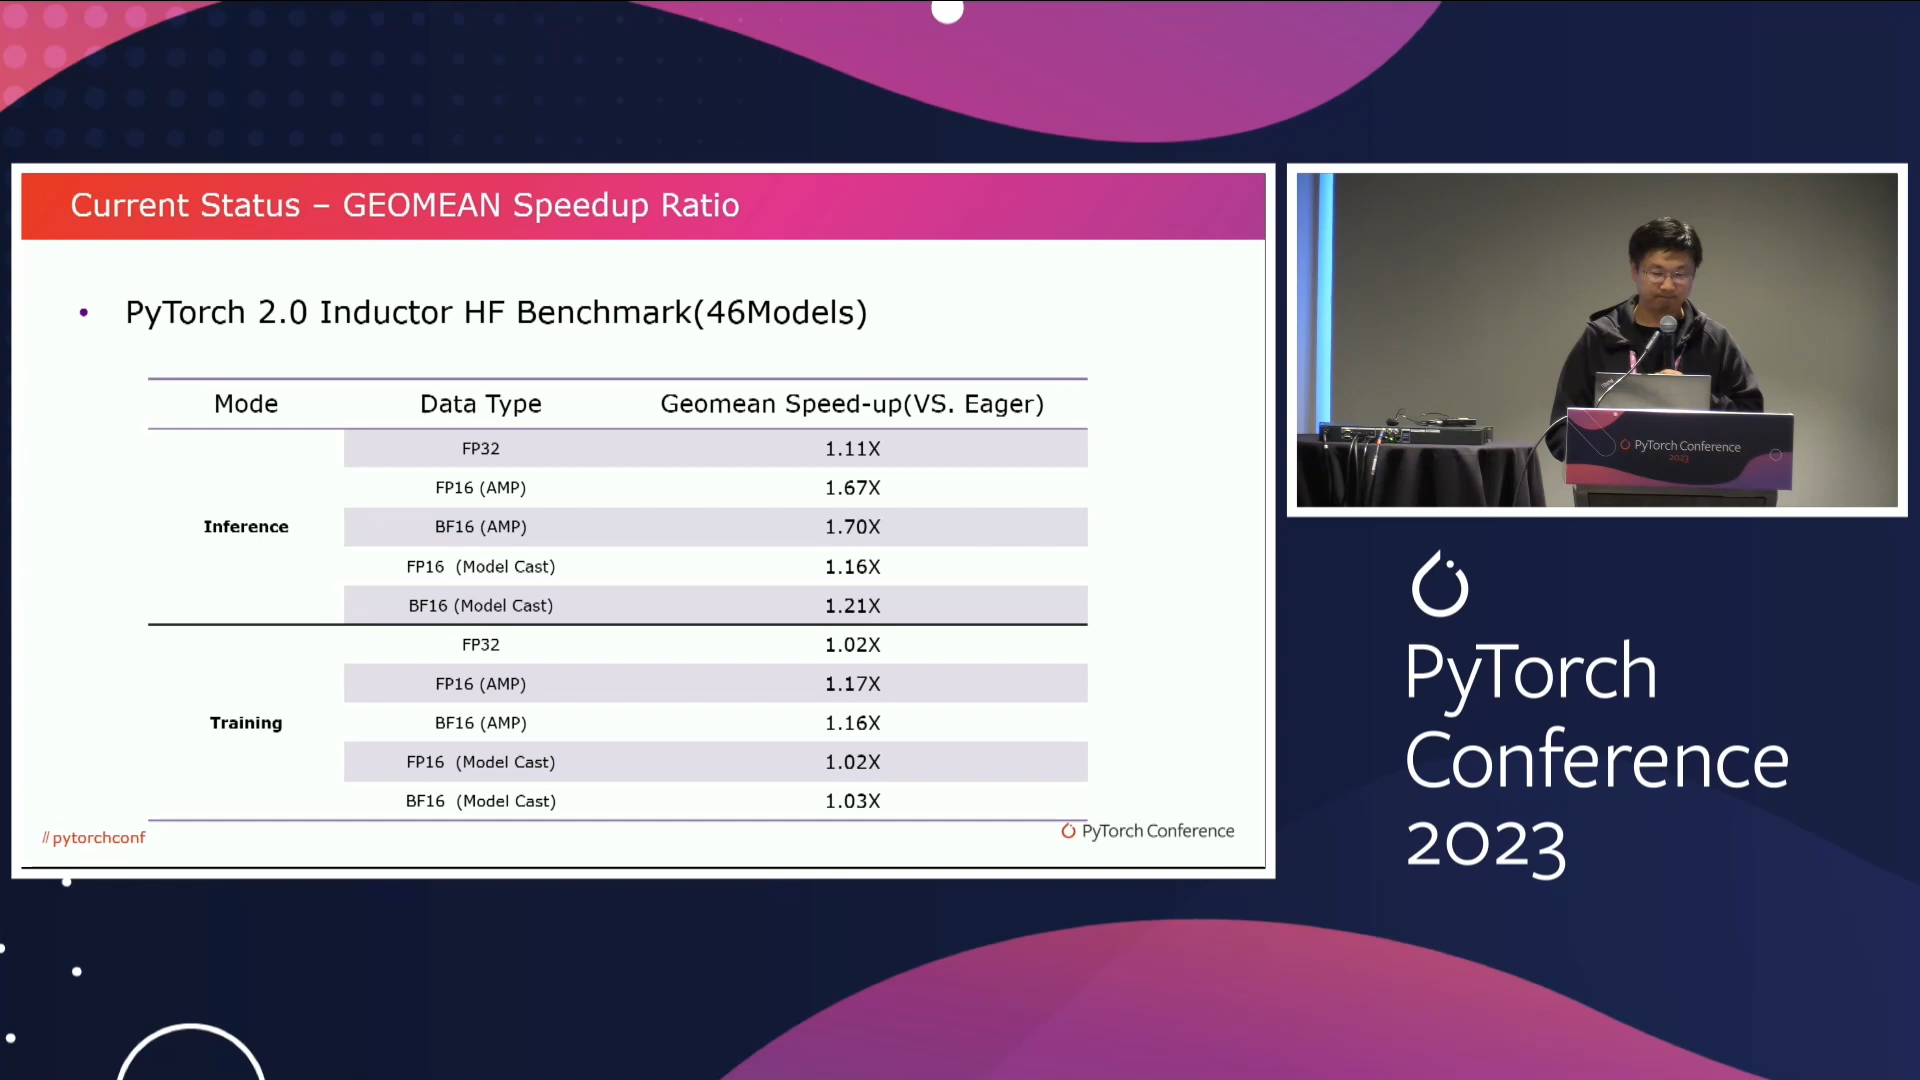 Current Status – GEOMEAN Speedup Ratio
• PyTorch 2.0 Inductor HF Benchmark(46Models)
Mode Data Type Geomean Speed-up(VS. Eager)
Inference
FP32 1.11X
FP16 (AMP) 1.67X
BF16 (AMP) 1.70X
FP16 (Model Cast) 1.16X
BF16 (Model Cast) 1.21X
Training
FP32 1.02X
FP16 (AMP) 1.17X
BF16 (AMP) 1.16X
FP16 (Model Cast) 1.02X
BF16 (Model Cast) 1.03X
// pytorchconf
PyTorch Conference
PyTorch Conference
2023
PyTorch
Conference
2023